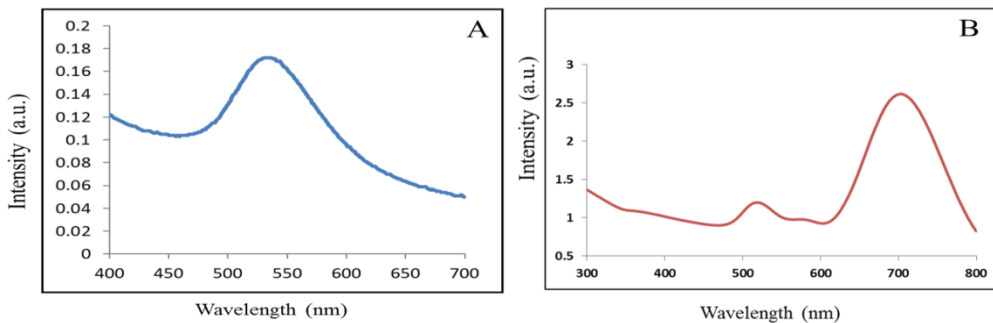 A
Intensity (a.u.)
0.2
0.18
0.16
0.14
0.12
0.1
0.08
0.06
0.04
0.02
0
400 450 500 550 600 650 700
Wavelength (nm)
B
Intensity (a.u.)
3
2.5
2
1.5
1
0.5
300 400 500 600 700 800
Wavelength (nm)